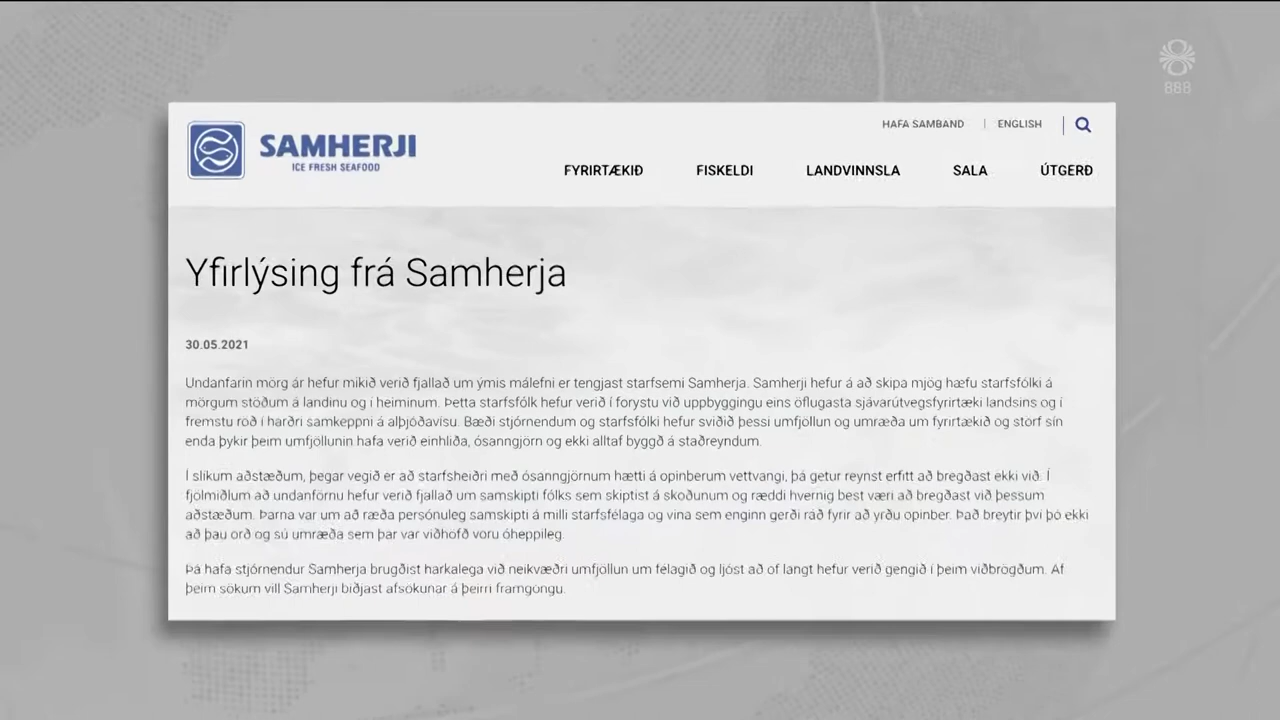 888
SAMHERJI
ICE FRESH SEAFOOD
HAFA SAMBAND | ENGLISH
FYRIRTÆKIÐ FISKELDI LANDVINNSLA SALA ÚTGERÐ
Yfirlýsing frá Samherja
30.05.2021
Undanfarin mörg ár hefur mikið verið fjallað um ýmis málefni er tengjast starfsemi Samherja. Samherji hefur á að skipa mjög hæfu starfsfólki á
mörgum stöðum á landinu og í heiminum. Þetta starfsfólk hefur verið í forystu við uppbyggingu eins öflugasta sjávarútvegsfyrirtæki landsins og í
fremstu röð í harðri samkeppni á alþjóðavísu. Bæði stjórnendum og starfsfólki hefur sviðið þessi umfjöllun og umræða um fyrirtækið og störf sín
enda þykir þeim umfjöllunin hafa verið einhliða, ósanngjörn og ekki alltaf byggð á staðreyndum.
Í slíkum aðstæðum, þegar vegið er að starfsheiðri með ósanngjörnum hætti á opinberum vettvangi, þá getur reynst erfitt að bregðast ekki við. Í
fjölmiðlum að undanförnu hefur verið fjallað um samskipti fólks sem skiptist á skoðunum og ræddi hvernig best væri að bregðast við þessum
aðstæðum. Þarna var um að ræða persónuleg samskipti á milli starfsfélaga og vina sem enginn gerði ráð fyrir að yrðu opinber. Það breytir því þó ekki
að þau orð og sú umræða sem þar var viðhöfð voru óheppileg.
Þá hafa stjórnendur Samherja brugðist harkalega við neikvæðri umfjöllun um félagið og ljóst að of langt hefur verið gengið í þeim viðbrögðum. Af
þeim sökum vill Samherji biðjast afsökunar á þeirri framgöngu.